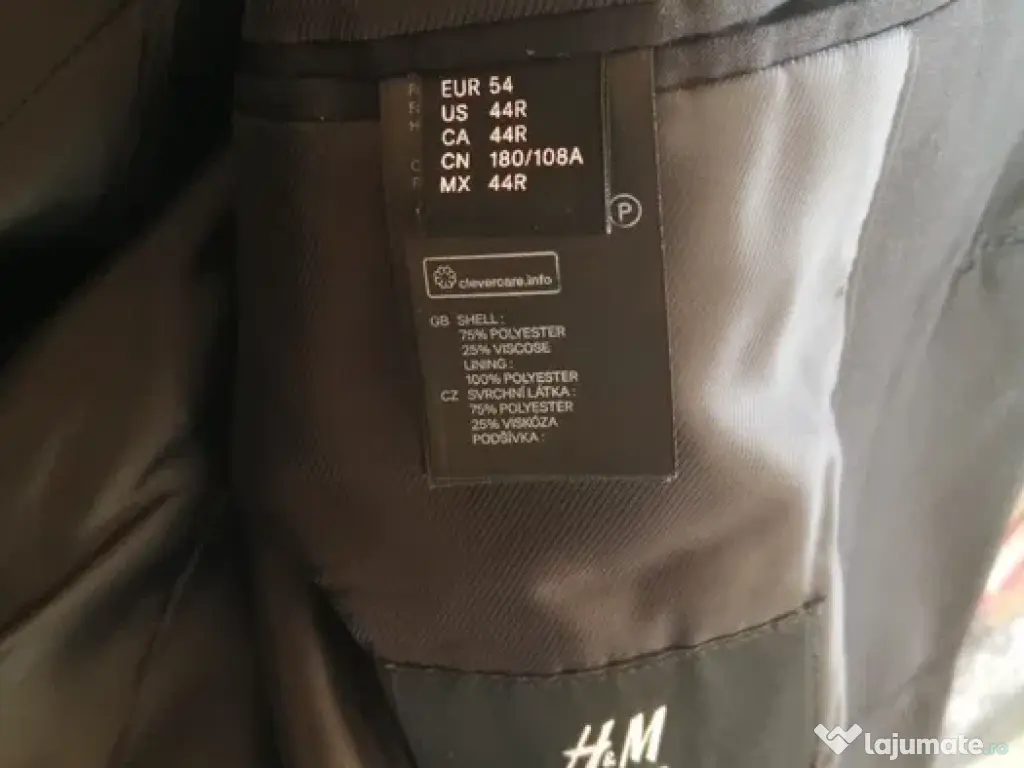 EUR 54
US 44R
CA 44R
CN 180/108A
MX 44R
P
clevercare.info
GB SHELL:
75% POLYESTER
25% VISCOSE
LINING:
100% POLYESTER
CZ SVRCHNÍ LÁTKA:
75% POLYESTER
25% VISKÓZA
PODŠÍVKA:
H&M
lajumate.ro